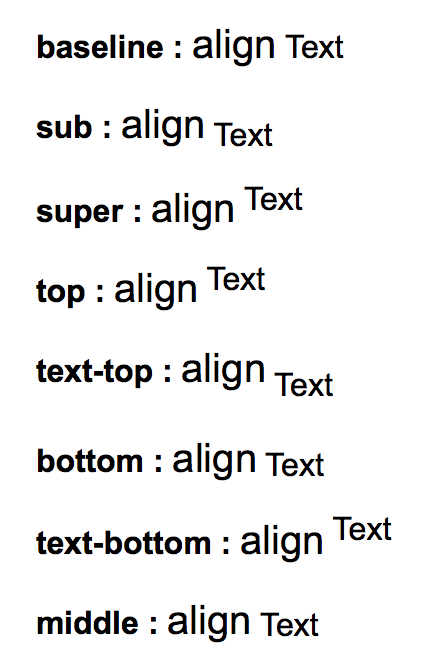 baseline : align Text
sub : align Text
super : align Text
top : align Text
text-top : align Text
bottom : align Text
text-bottom : align Text
middle : align Text